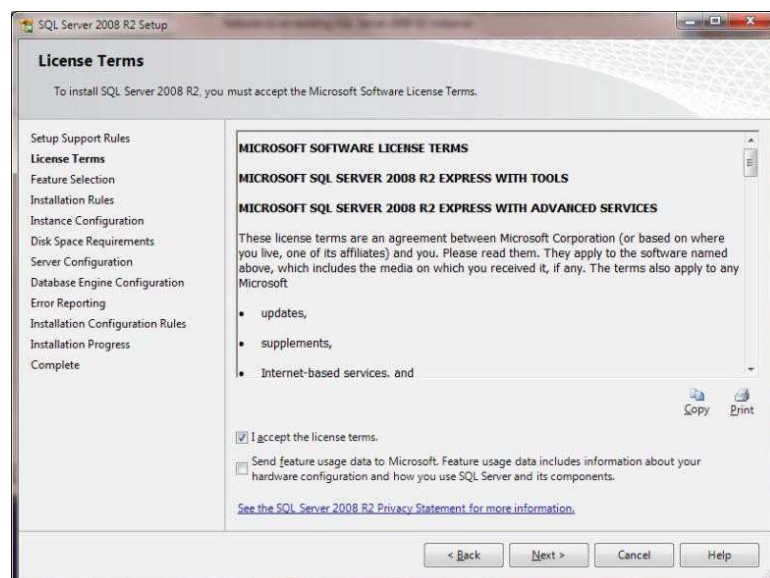 SQL Server 2008 R2 Setup
License Terms
To install SQL Server 2008 R2, you must accept the Microsoft Software License Terms.
Setup Support Rules
License Terms
Feature Selection
Installation Rules
Instance Configuration
Disk Space Requirements
Server Configuration
Database Engine Configuration
Error Reporting
Installation Configuration Rules
Installation Progress
Complete
MICROSOFT SOFTWARE LICENSE TERMS
MICROSOFT SQL SERVER 2008 R2 EXPRESS WITH TOOLS
MICROSOFT SQL SERVER 2008 R2 EXPRESS WITH ADVANCED SERVICES
These license terms are an agreement between Microsoft Corporation (or based on where
you live, one of its affiliates) and you. Please read them. They apply to the software named
above, which includes the media on which you received it, if any. The terms also apply to any
Microsoft
• updates,
• supplements,
• Internet-based services, and
Copy Print
I accept the license terms.
Send feature usage data to Microsoft. Feature usage data includes information about your
hardware configuration and how you use SQL Server and its components.
See the SQL Server 2008 R2 Privacy Statement for more information.
< Back Next > Cancel Help